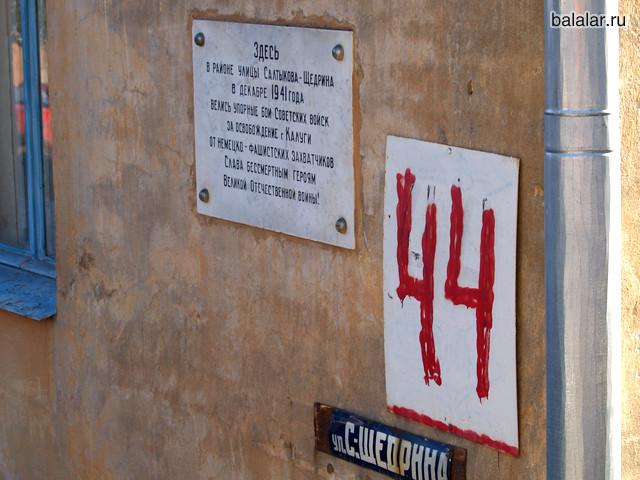 balalar.ru
Здесь
в районе улицы Салтыкова-Щедрина
в декабре 1941 года
велись упорные бои Советских войск
за освобождение г. Калуги
от немецко-фашистских захватчиков
Слава бессмертным героям
Великой Отечественной войны!
44
ул. С.-ЩЕДРИНА